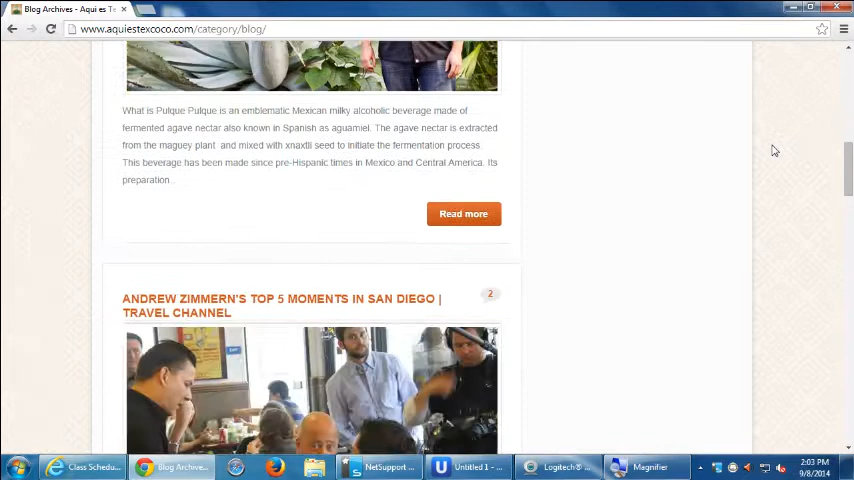 Blog Archives - Aqui es Te
www.aquiestexcoco.com/category/blog/
What is Pulque Pulque is an emblematic Mexican milky alcoholic beverage made of
fermented agave nectar also known in Spanish as aguamiel. The agave nectar is extracted
from the maguey plant and mixed with xnaxtli seed to initiate the fermentation process.
This beverage has been made since pre-Hispanic times in Mexico and Central America. Its
preparation...
Read more
ANDREW ZIMMERN'S TOP 5 MOMENTS IN SAN DIEGO |
TRAVEL CHANNEL
2
Class Schedu...
Blog Archive...
NetSupport ...
Untitled 1 - ...
Logitech® ...
Magnifier
2:03 PM
9/8/2014